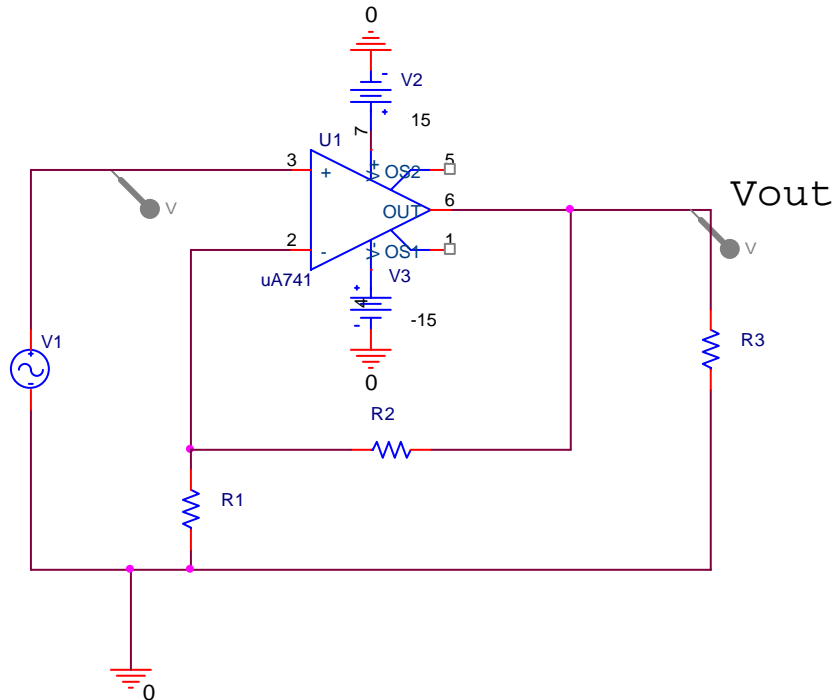 0
V2
-
+
15
7
U1
3
+
V+
OS2
5
V
Vout
OUT
6
V
2
-
V-
OS1
1
uA741
V3
+
4
-
-15
0
V1
+
-
R3
R2
R1
0